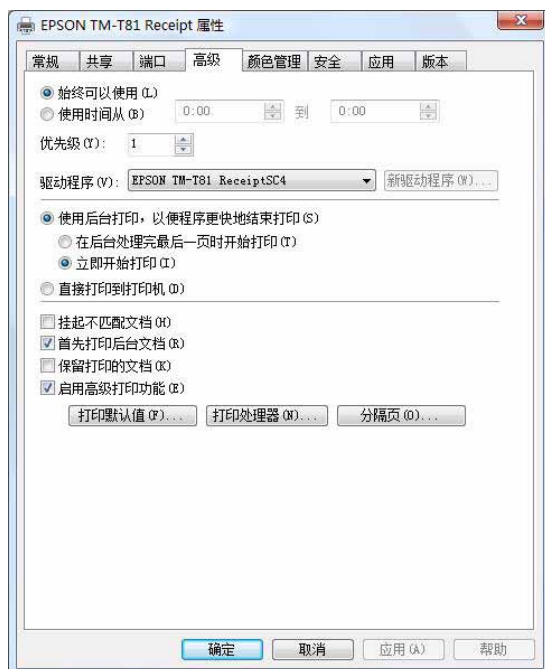 EPSON TM-T81 Receipt 属性
常规 共享 端口 高级 颜色管理 安全 应用 版本
始终可以使用(L)
使用时间从(B) 0:00 到 0:00
优先级(Y): 1
驱动程序(V): EPSON TM-T81 ReceiptSC4 新驱动程序(W)...
使用后台打印，以便程序更快地结束打印(S)
在后台处理完最后一页时开始打印(T)
立即开始打印(I)
直接打印到打印机(D)
挂起不匹配文档(H)
首先打印后台文档(R)
保留打印的文档(K)
启用高级打印功能(E)
打印默认值(F)... 打印处理器(N)... 分隔页(O)...
确定 取消 应用(A) 帮助